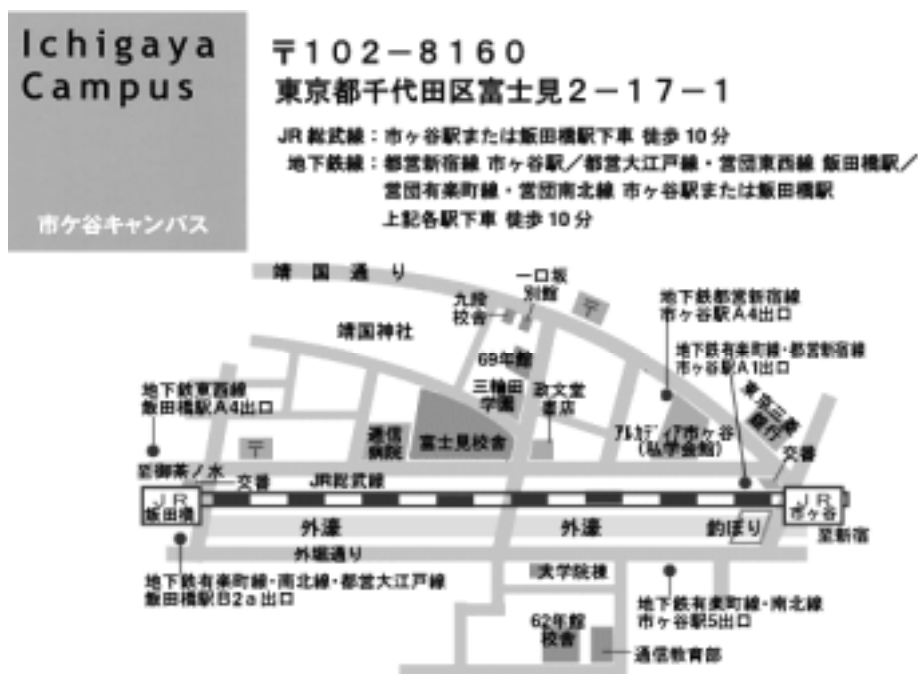 Ichigaya
Campus
市ケ谷キャンパス
〒102－8160
東京都千代田区富士見2－17－1
JR総武線：市ヶ谷駅または飯田橋駅下車 徒歩10分
地下鉄線：都営新宿線 市ヶ谷駅／都営大江戸線・営団東西線 飯田橋駅／
営団有楽町線・営団南北線 市ヶ谷駅または飯田橋駅
上記各駅下車 徒歩10分
靖国通り
一口坂
別館
九段
校舎
〒
地下鉄都営新宿線
市ヶ谷駅A4出口
靖国神社
69年館
地下鉄有楽町線・都営新宿線
市ヶ谷駅A1出口
三輪田
学園
政文堂
書店
東京三菱
銀行
地下鉄東西線
飯田橋駅A4出口
〒
逓信
病院
富士見校舎
アルカディア市ヶ谷
（私学会館）
交番
至御茶ノ水
交番
JR総武線
JR
飯田橋
JR
市ヶ谷
外濠
外濠
釣ぼり
至新宿
外堀通り
地下鉄有楽町線・南北線・都営大江戸線
飯田橋駅B2a出口
大学院棟
地下鉄有楽町線・南北線
市ヶ谷駅5出口
62年館
校舎
通信教育部